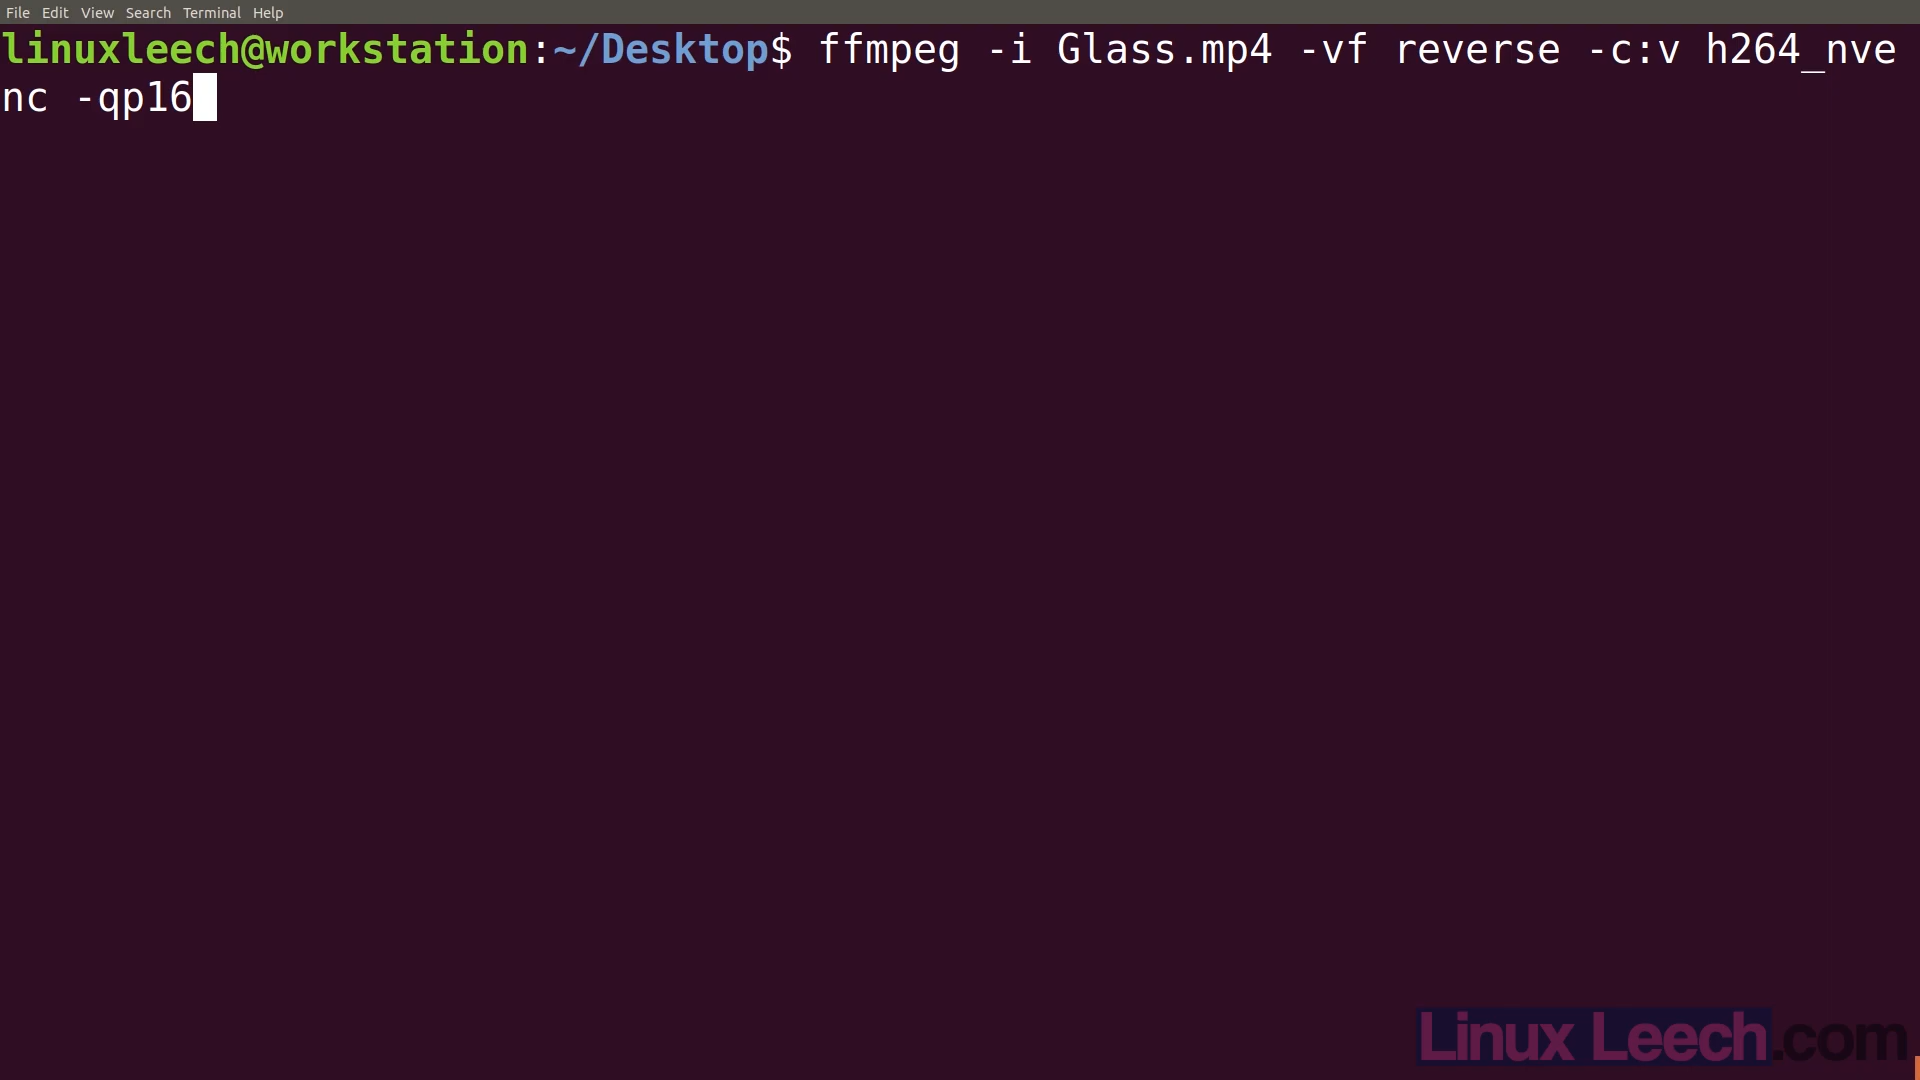 File Edit View Search Terminal Help
linuxleech@workstation:~/Desktop$ ffmpeg -i Glass.mp4 -vf reverse -c:v h264_nve
nc -qp16
Linux Leech.com